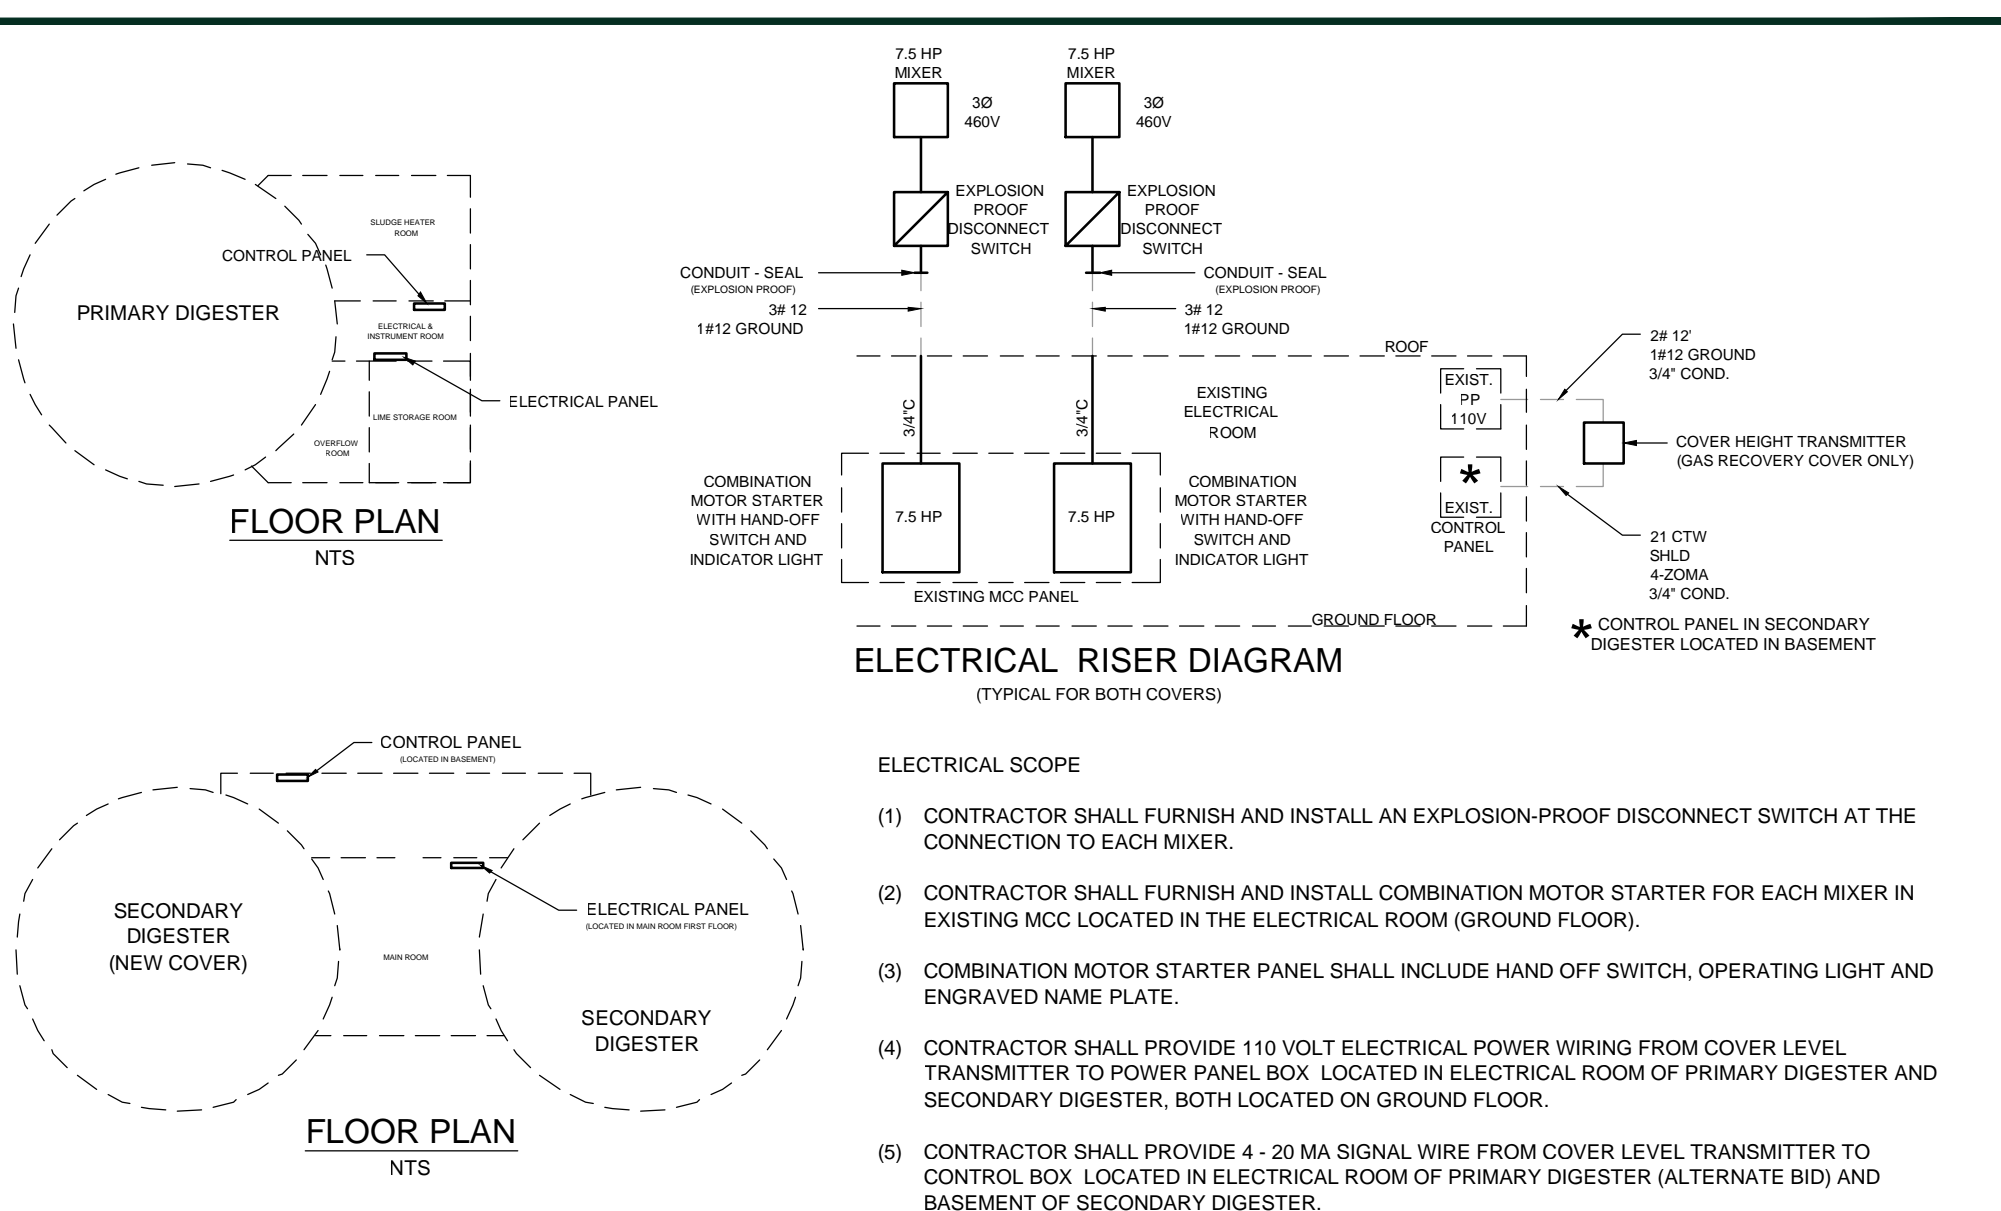 7.5 HP
MIXER
3Ø
460V
7.5 HP
MIXER
3Ø
460V
EXPLOSION
PROOF
DISCONNECT
SWITCH
EXPLOSION
PROOF
DISCONNECT
SWITCH
CONDUIT - SEAL
(EXPLOSION PROOF)
CONDUIT - SEAL
(EXPLOSION PROOF)
3# 12
1#12 GROUND
3# 12
1#12 GROUND
SLUDGE HEATER
ROOM
CONTROL PANEL
PRIMARY DIGESTER
ELECTRICAL &
INSTRUMENT ROOM
ELECTRICAL PANEL
LIME STORAGE ROOM
OVERFLOW
ROOM
FLOOR PLAN
NTS
ROOF
EXISTING
ELECTRICAL
ROOM
3/4"C
3/4"C
EXIST.
PP
110V
2# 12'
1#12 GROUND
3/4" COND.
COVER HEIGHT TRANSMITTER
(GAS RECOVERY COVER ONLY)
COMBINATION
MOTOR STARTER
WITH HAND-OFF
SWITCH AND
INDICATOR LIGHT
7.5 HP
7.5 HP
COMBINATION
MOTOR STARTER
WITH HAND-OFF
SWITCH AND
INDICATOR LIGHT
*
EXIST.
CONTROL
PANEL
21 CTW
SHLD
4-ZOMA
3/4" COND.
EXISTING MCC PANEL
GROUND FLOOR
* CONTROL PANEL IN SECONDARY
DIGESTER LOCATED IN BASEMENT
ELECTRICAL RISER DIAGRAM
(TYPICAL FOR BOTH COVERS)
CONTROL PANEL
(LOCATED IN BASEMENT)
SECONDARY
DIGESTER
(NEW COVER)
ELECTRICAL PANEL
(LOCATED IN MAIN ROOM FIRST FLOOR)
MAIN ROOM
SECONDARY
DIGESTER
FLOOR PLAN
NTS
ELECTRICAL SCOPE
(1) CONTRACTOR SHALL FURNISH AND INSTALL AN EXPLOSION-PROOF DISCONNECT SWITCH AT THE
CONNECTION TO EACH MIXER.
(2) CONTRACTOR SHALL FURNISH AND INSTALL COMBINATION MOTOR STARTER FOR EACH MIXER IN
EXISTING MCC LOCATED IN THE ELECTRICAL ROOM (GROUND FLOOR).
(3) COMBINATION MOTOR STARTER PANEL SHALL INCLUDE HAND OFF SWITCH, OPERATING LIGHT AND
ENGRAVED NAME PLATE.
(4) CONTRACTOR SHALL PROVIDE 110 VOLT ELECTRICAL POWER WIRING FROM COVER LEVEL
TRANSMITTER TO POWER PANEL BOX LOCATED IN ELECTRICAL ROOM OF PRIMARY DIGESTER AND
SECONDARY DIGESTER, BOTH LOCATED ON GROUND FLOOR.
(5) CONTRACTOR SHALL PROVIDE 4 - 20 MA SIGNAL WIRE FROM COVER LEVEL TRANSMITTER TO
CONTROL BOX LOCATED IN ELECTRICAL ROOM OF PRIMARY DIGESTER (ALTERNATE BID) AND
BASEMENT OF SECONDARY DIGESTER.